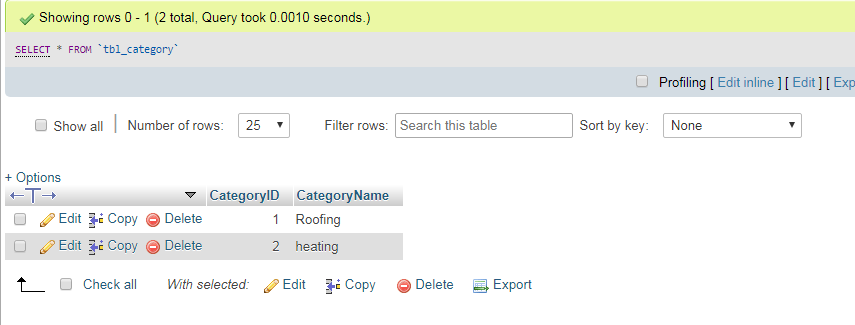 Showing rows 0 - 1 (2 total, Query took 0.0010 seconds.)
SELECT * FROM `tbl_category`
Profiling [ Edit inline ] [ Edit ] [ Exp
Show all | Number of rows: 25 Filter rows: Search this table Sort by key: None
+ Options
←T→ CategoryID CategoryName
Edit Copy Delete 1 Roofing
Edit Copy Delete 2 heating
Check all With selected: Edit Copy Delete Export